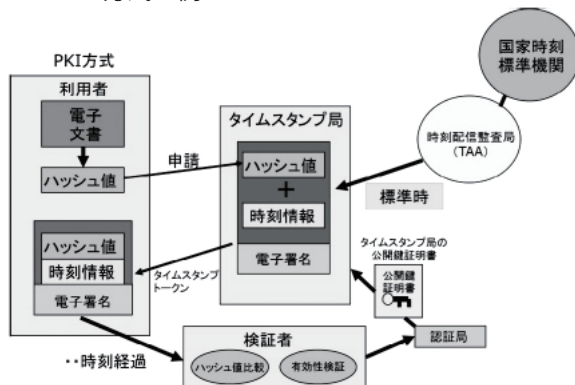 PKI方式
利用者
電子
文書
ハッシュ値
ハッシュ値
時刻情報
電子署名
・・時刻経過
申請
タイムスタンプ局
ハッシュ値
+
時刻情報
電子署名
タイムスタンプ
トークン
国家時刻
標準機関
時刻配信監査局
(TAA)
標準時
タイムスタンプ局の
公開鍵証明書
公開鍵
証明書
認証局
検証者
ハッシュ値比較
有効性検証